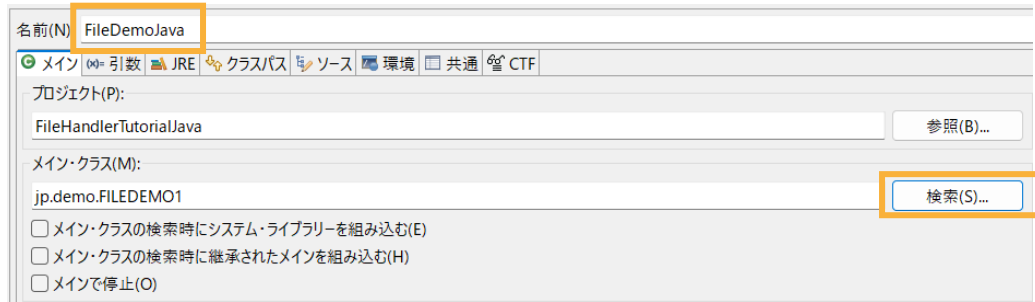 名前(N) FileDemoJava
メイン (x)= 引数 JRE クラスパス ソース 環境 共通 CTF
プロジェクト(P):
FileHandlerTutorialJava 参照(B)...
メイン・クラス(M):
jp.demo.FILEDEMO1 検索(S)...
メイン・クラスの検索時にシステム・ライブラリーを組み込む(E)
メイン・クラスの検索時に継承されたメインを組み込む(H)
メインで停止(O)